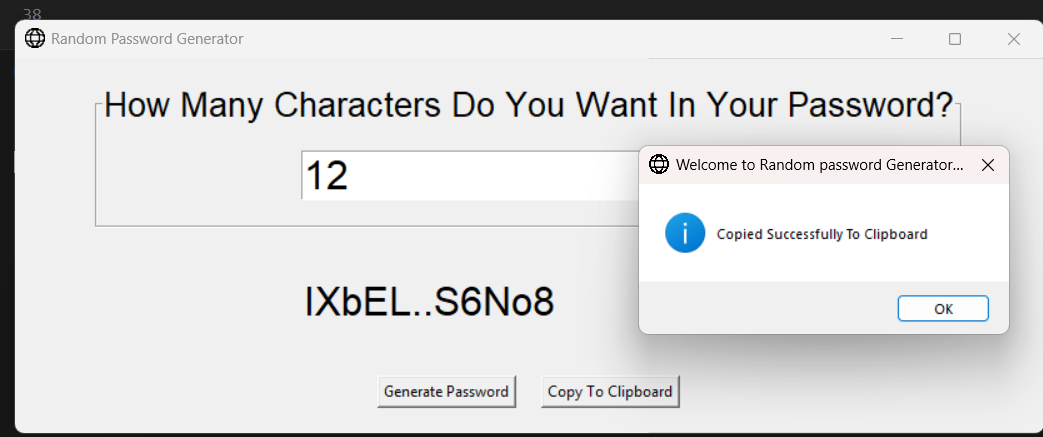 38
Random Password Generator
How Many Characters Do You Want In Your Password?
12
Welcome to Random password Generator...
Copied Successfully To Clipboard
OK
IXbEL..S6No8
Generate Password
Copy To Clipboard